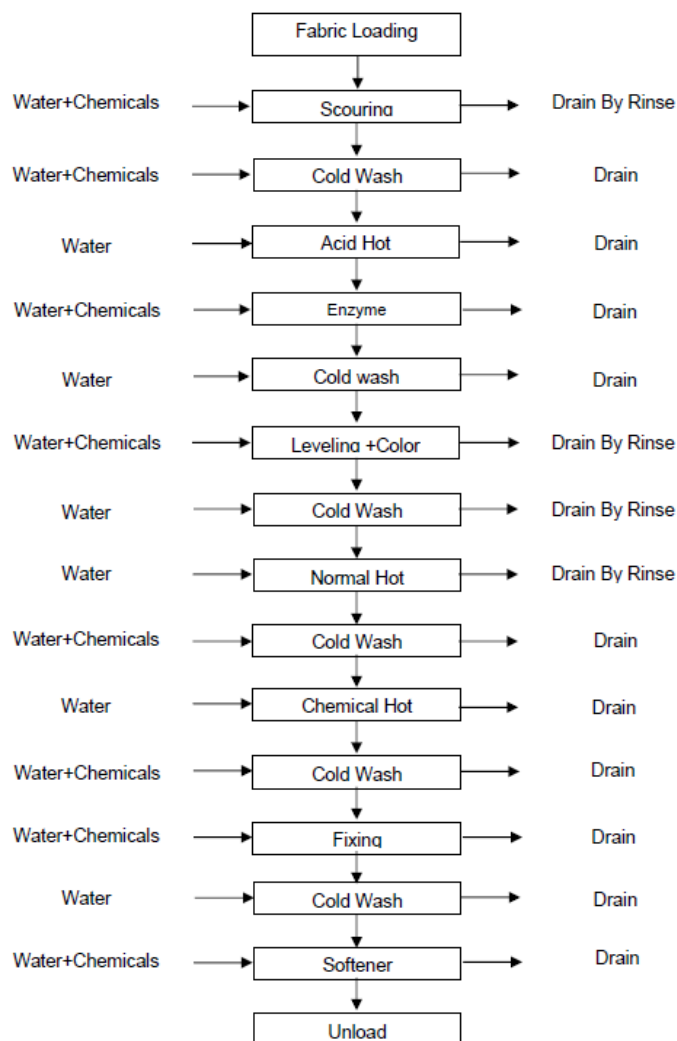 Fabric Loading
Water+Chemicals Scouring Drain By Rinse
Water+Chemicals Cold Wash Drain
Water Acid Hot Drain
Water+Chemicals Enzyme Drain
Water Cold wash Drain
Water+Chemicals Leveling +Color Drain By Rinse
Water Cold Wash Drain By Rinse
Water Normal Hot Drain By Rinse
Water+Chemicals Cold Wash Drain
Water Chemical Hot Drain
Water+Chemicals Cold Wash Drain
Water+Chemicals Fixing Drain
Water Cold Wash Drain
Water+Chemicals Softener Drain
Unload